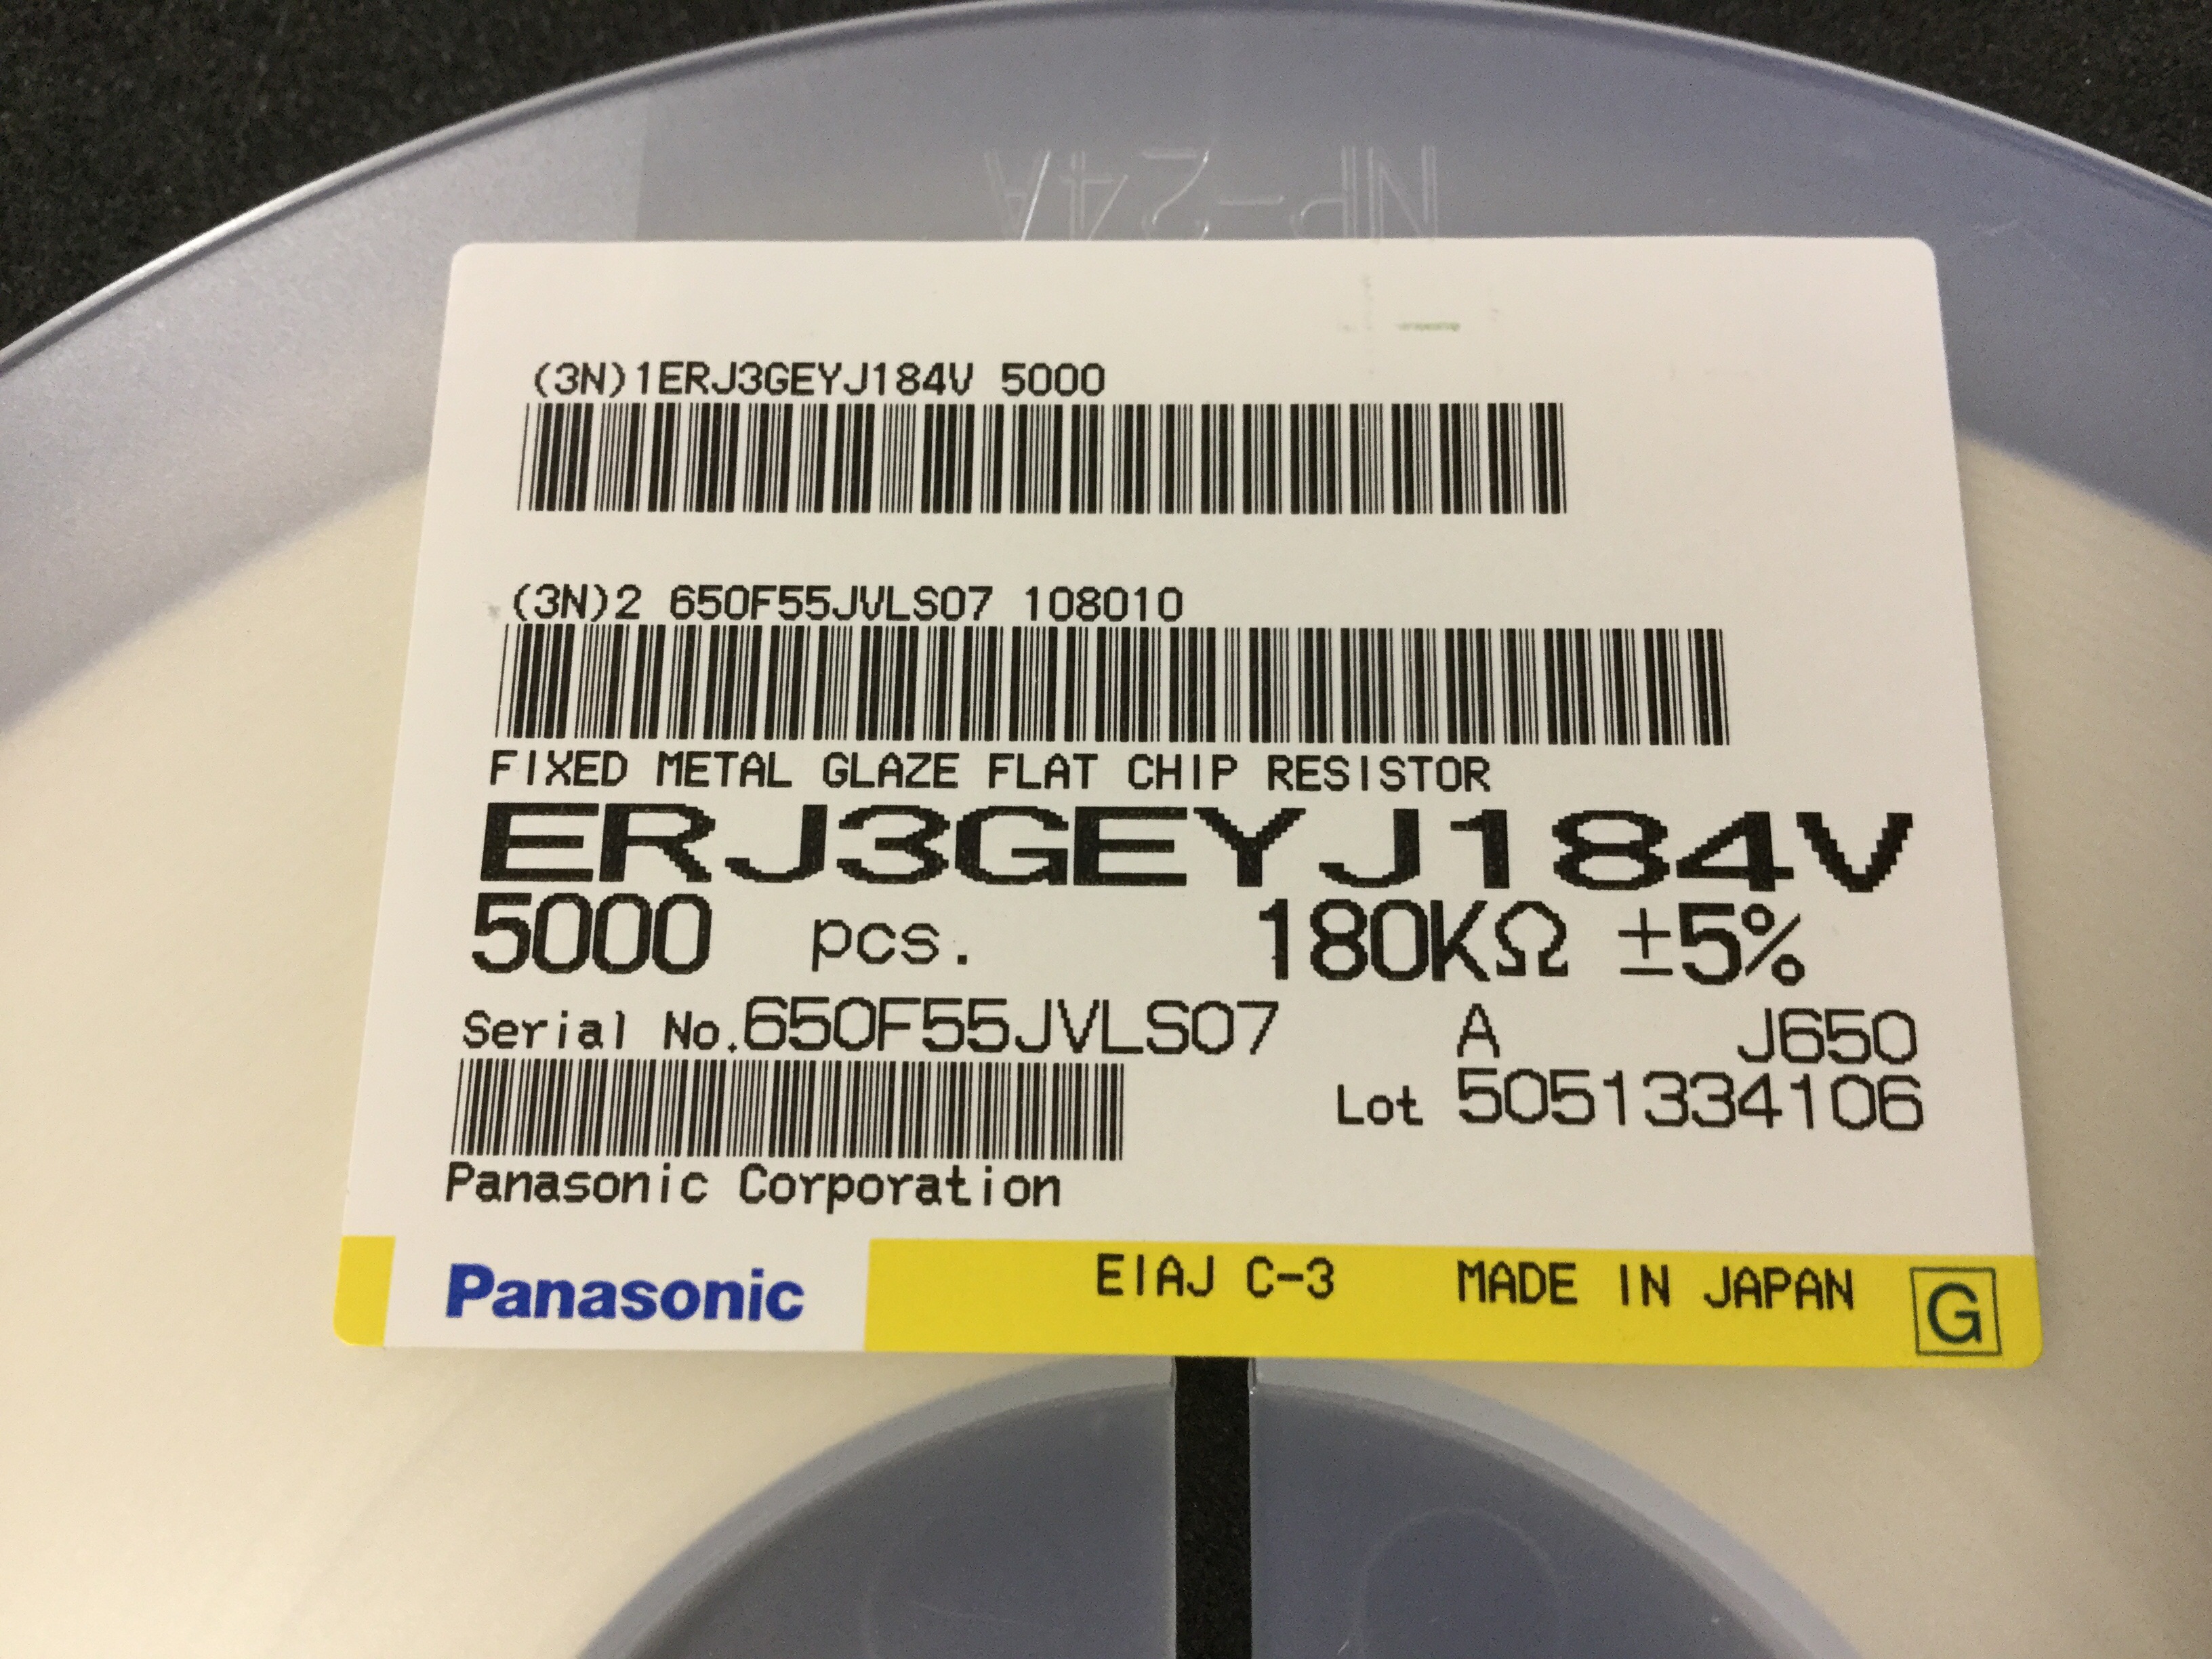 NP-24A
(3N)1ERJ3GEYJ184V 5000
(3N)2 650F55JVLS07 108010
FIXED METAL GLAZE FLAT CHIP RESISTOR
ERJ3GEYJ184V
5000 pcs. 180KΩ ±5%
Serial No.650F55JVLS07 A J650
Lot 5051334106
Panasonic Corporation
Panasonic EIAJ C-3 MADE IN JAPAN G